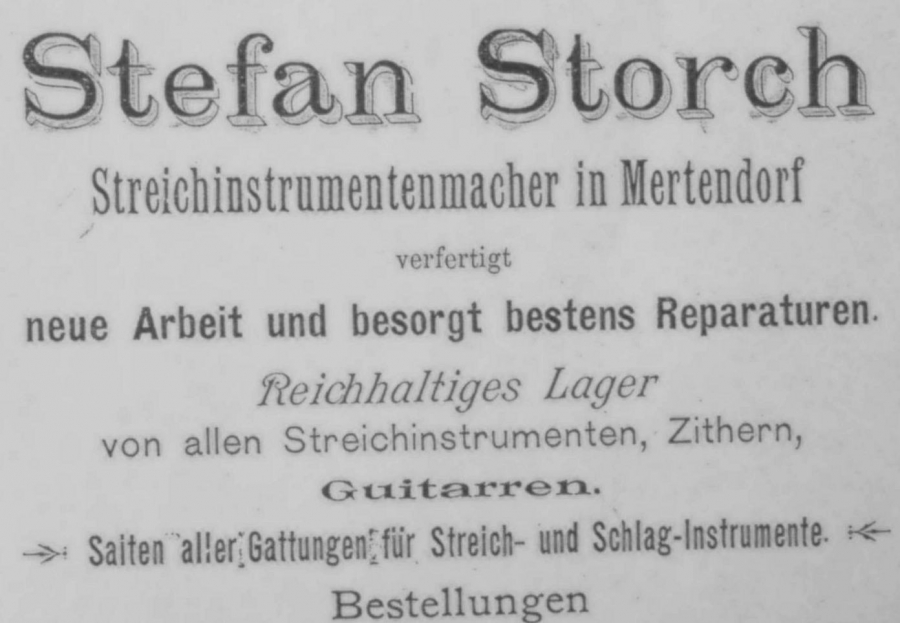 Stefan Storch
Streichinstrumentenmacher in Mertendorf
verfertigt
neue Arbeit und besorgt bestens Reparaturen.
Reichhaltiges Lager
von allen Streichinstrumenten, Zithern,
Guitarren.
Saiten aller Gattungen für Streich- und Schlag-Instrumente.
Bestellungen